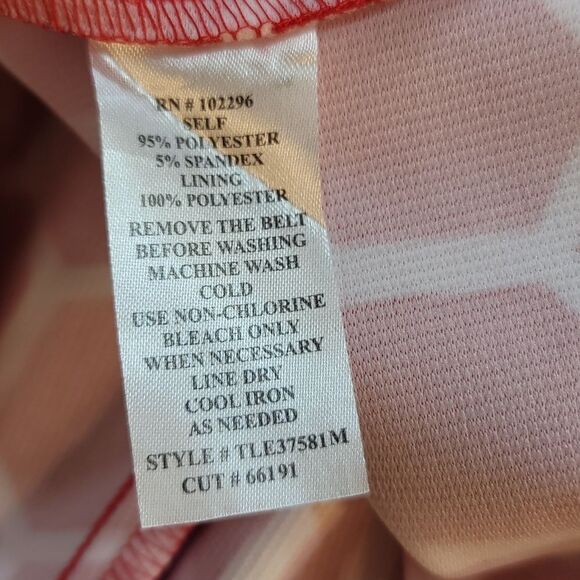 RN # 102296
SELF
95% POLYESTER
5% SPANDEX
LINING
100% POLYESTER
REMOVE THE BELT
BEFORE WASHING
MACHINE WASH
COLD
USE NON-CHLORINE
BLEACH ONLY
WHEN NECESSARY
LINE DRY
COOL IRON
AS NEEDED
STYLE # TLE37581M
CUT # 66191